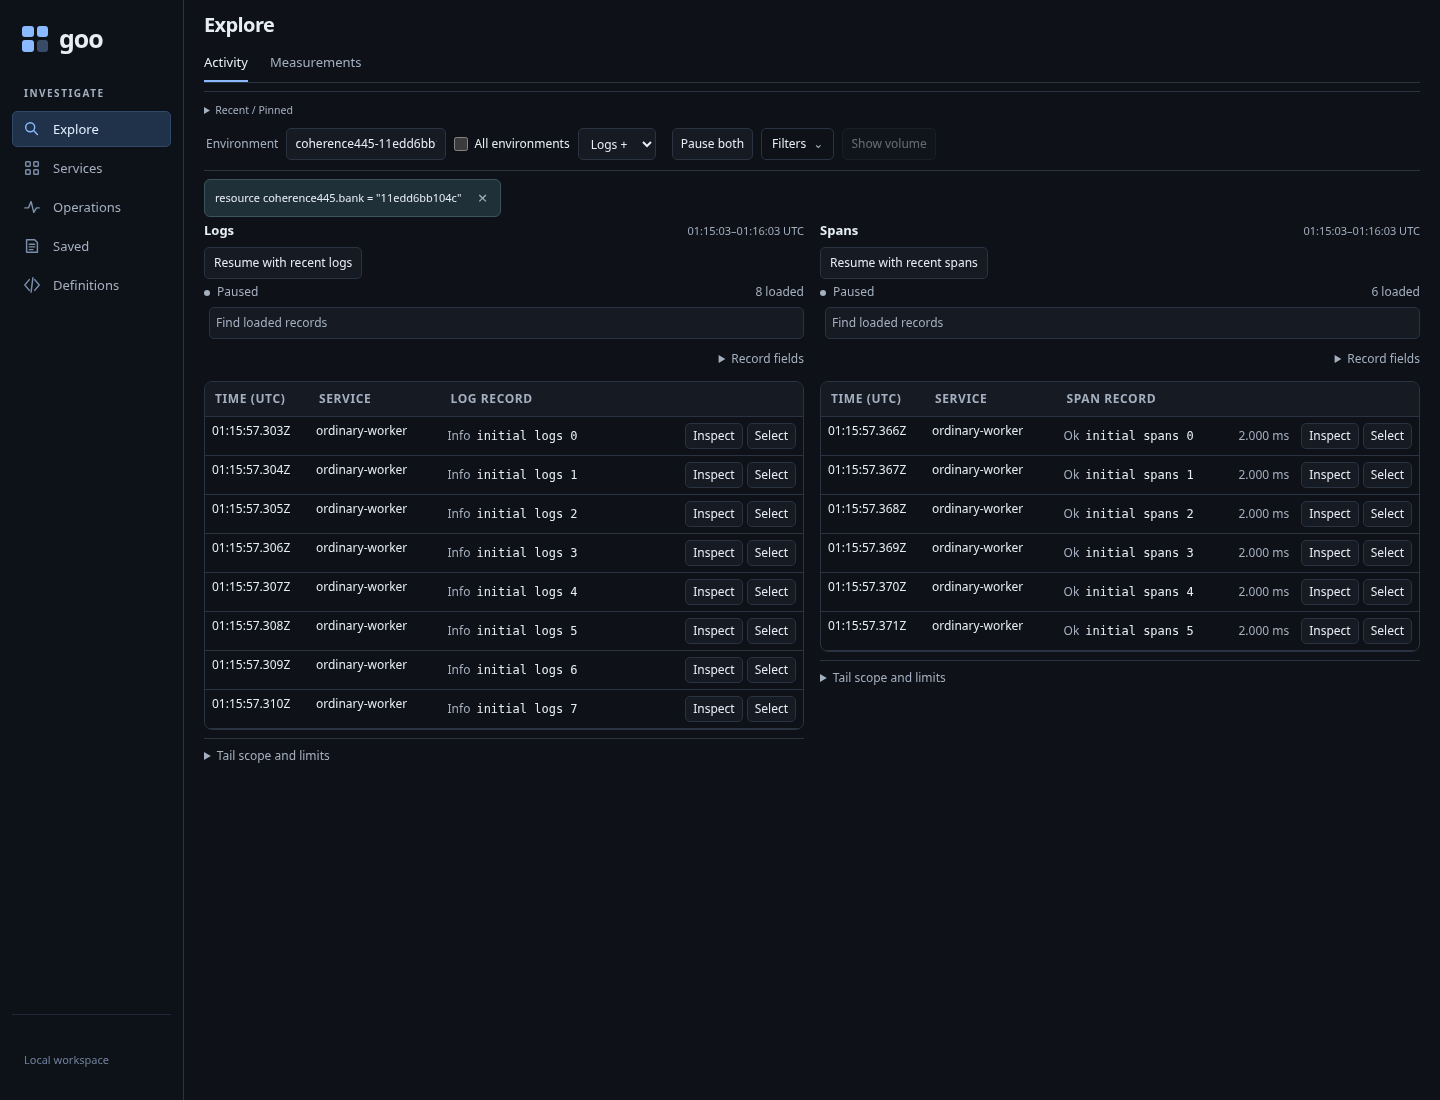 goo
INVESTIGATE
Explore
Services
Operations
Saved
Definitions
Local workspace
Explore
Activity Measurements
Recent / Pinned
Environment coherence445-11edd6bb All environments Logs + Pause both Filters Show volume
resource coherence445.bank = "11edd6bb104c" ×
Logs 01:15:03–01:16:03 UTC
Resume with recent logs
Paused 8 loaded
Find loaded records
Record fields
TIME (UTC) SERVICE LOG RECORD
01:15:57.303Z ordinary-worker Info initial logs 0 Inspect Select
01:15:57.304Z ordinary-worker Info initial logs 1 Inspect Select
01:15:57.305Z ordinary-worker Info initial logs 2 Inspect Select
01:15:57.306Z ordinary-worker Info initial logs 3 Inspect Select
01:15:57.307Z ordinary-worker Info initial logs 4 Inspect Select
01:15:57.308Z ordinary-worker Info initial logs 5 Inspect Select
01:15:57.309Z ordinary-worker Info initial logs 6 Inspect Select
01:15:57.310Z ordinary-worker Info initial logs 7 Inspect Select
Tail scope and limits
Spans 01:15:03–01:16:03 UTC
Resume with recent spans
Paused 6 loaded
Find loaded records
Record fields
TIME (UTC) SERVICE SPAN RECORD
01:15:57.366Z ordinary-worker Ok initial spans 0 2.000 ms Inspect Select
01:15:57.367Z ordinary-worker Ok initial spans 1 2.000 ms Inspect Select
01:15:57.368Z ordinary-worker Ok initial spans 2 2.000 ms Inspect Select
01:15:57.369Z ordinary-worker Ok initial spans 3 2.000 ms Inspect Select
01:15:57.370Z ordinary-worker Ok initial spans 4 2.000 ms Inspect Select
01:15:57.371Z ordinary-worker Ok initial spans 5 2.000 ms Inspect Select
Tail scope and limits